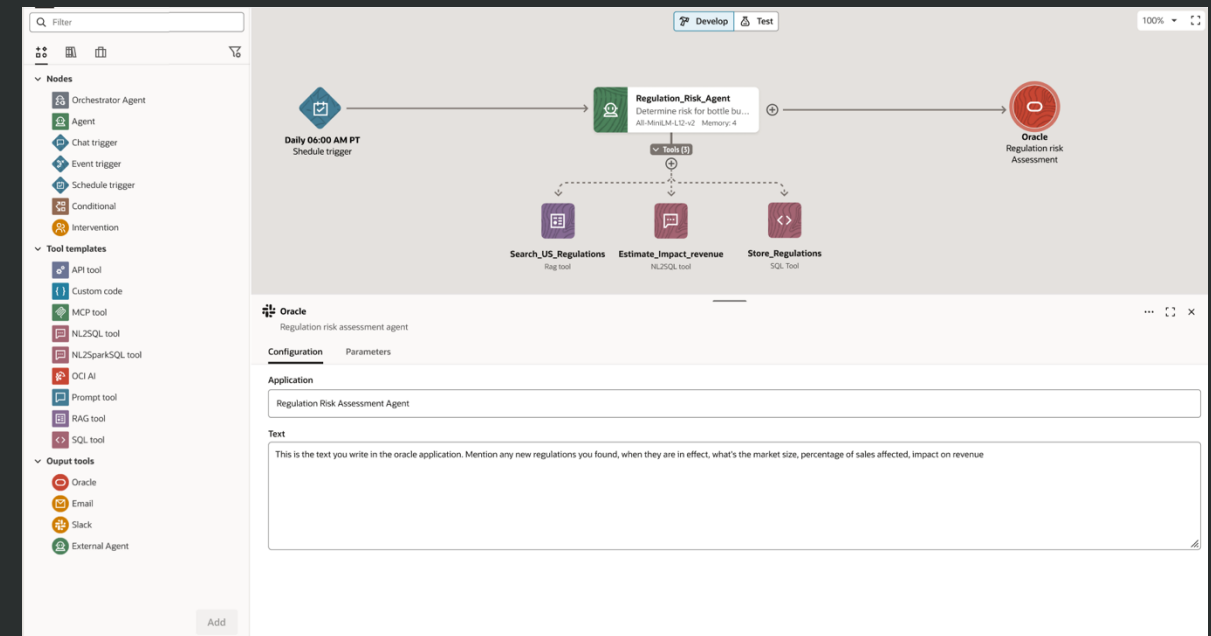 Filter
Nodes
Orchestrator Agent
Agent
Chat trigger
Event trigger
Schedule trigger
Conditional
Intervention
Tool templates
API tool
Custom code
MCP tool
NL2SQL tool
NL2SparkSQL tool
OCI AI
Prompt tool
RAG tool
SQL tool
Ouput tools
Oracle
Email
Slack
External Agent
Add
Develop
Test
100%
Daily 06:00 AM PT
Shedule trigger
Regulation_Risk_Agent
Determine risk for bottle bu...
All-MiniLM-L12-v2 Memory: 4
Tools (3)
Oracle
Regulation risk
Assessment
Search_US_Regulations
Rag tool
Estimate_Impact_revenue
NL2SQL tool
Store_Regulations
SQL Tool
Oracle
Regulation risk assessment agent
Configuration
Parameters
Application
Regulation Risk Assessment Agent
Text
This is the text you write in the oracle application. Mention any new regulations you found, when they are in effect, what's the market size, percentage of sales affected, impact on revenue